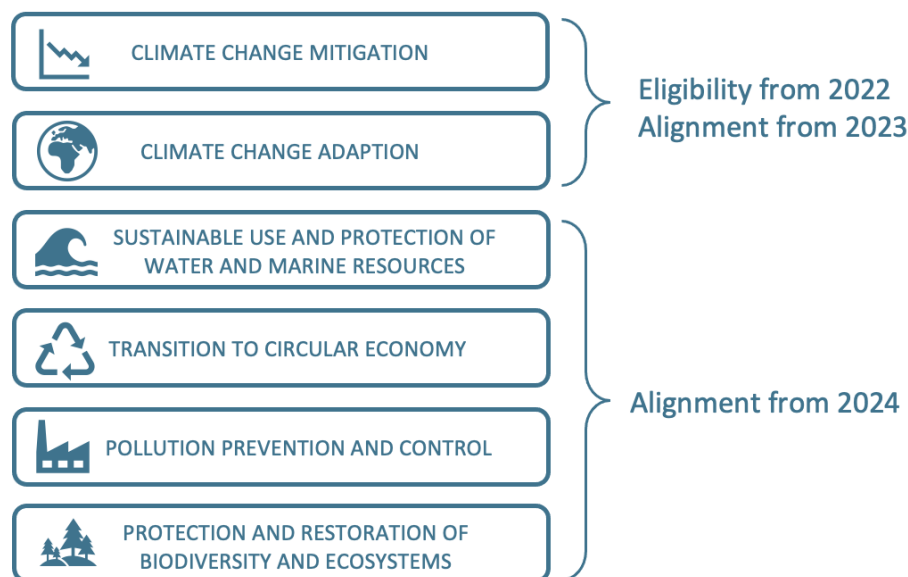 CLIMATE CHANGE MITIGATION
CLIMATE CHANGE ADAPTION
Eligibility from 2022
Alignment from 2023
SUSTAINABLE USE AND PROTECTION OF
WATER AND MARINE RESOURCES
TRANSITION TO CIRCULAR ECONOMY
POLLUTION PREVENTION AND CONTROL
PROTECTION AND RESTORATION OF
BIODIVERSITY AND ECOSYSTEMS
Alignment from 2024